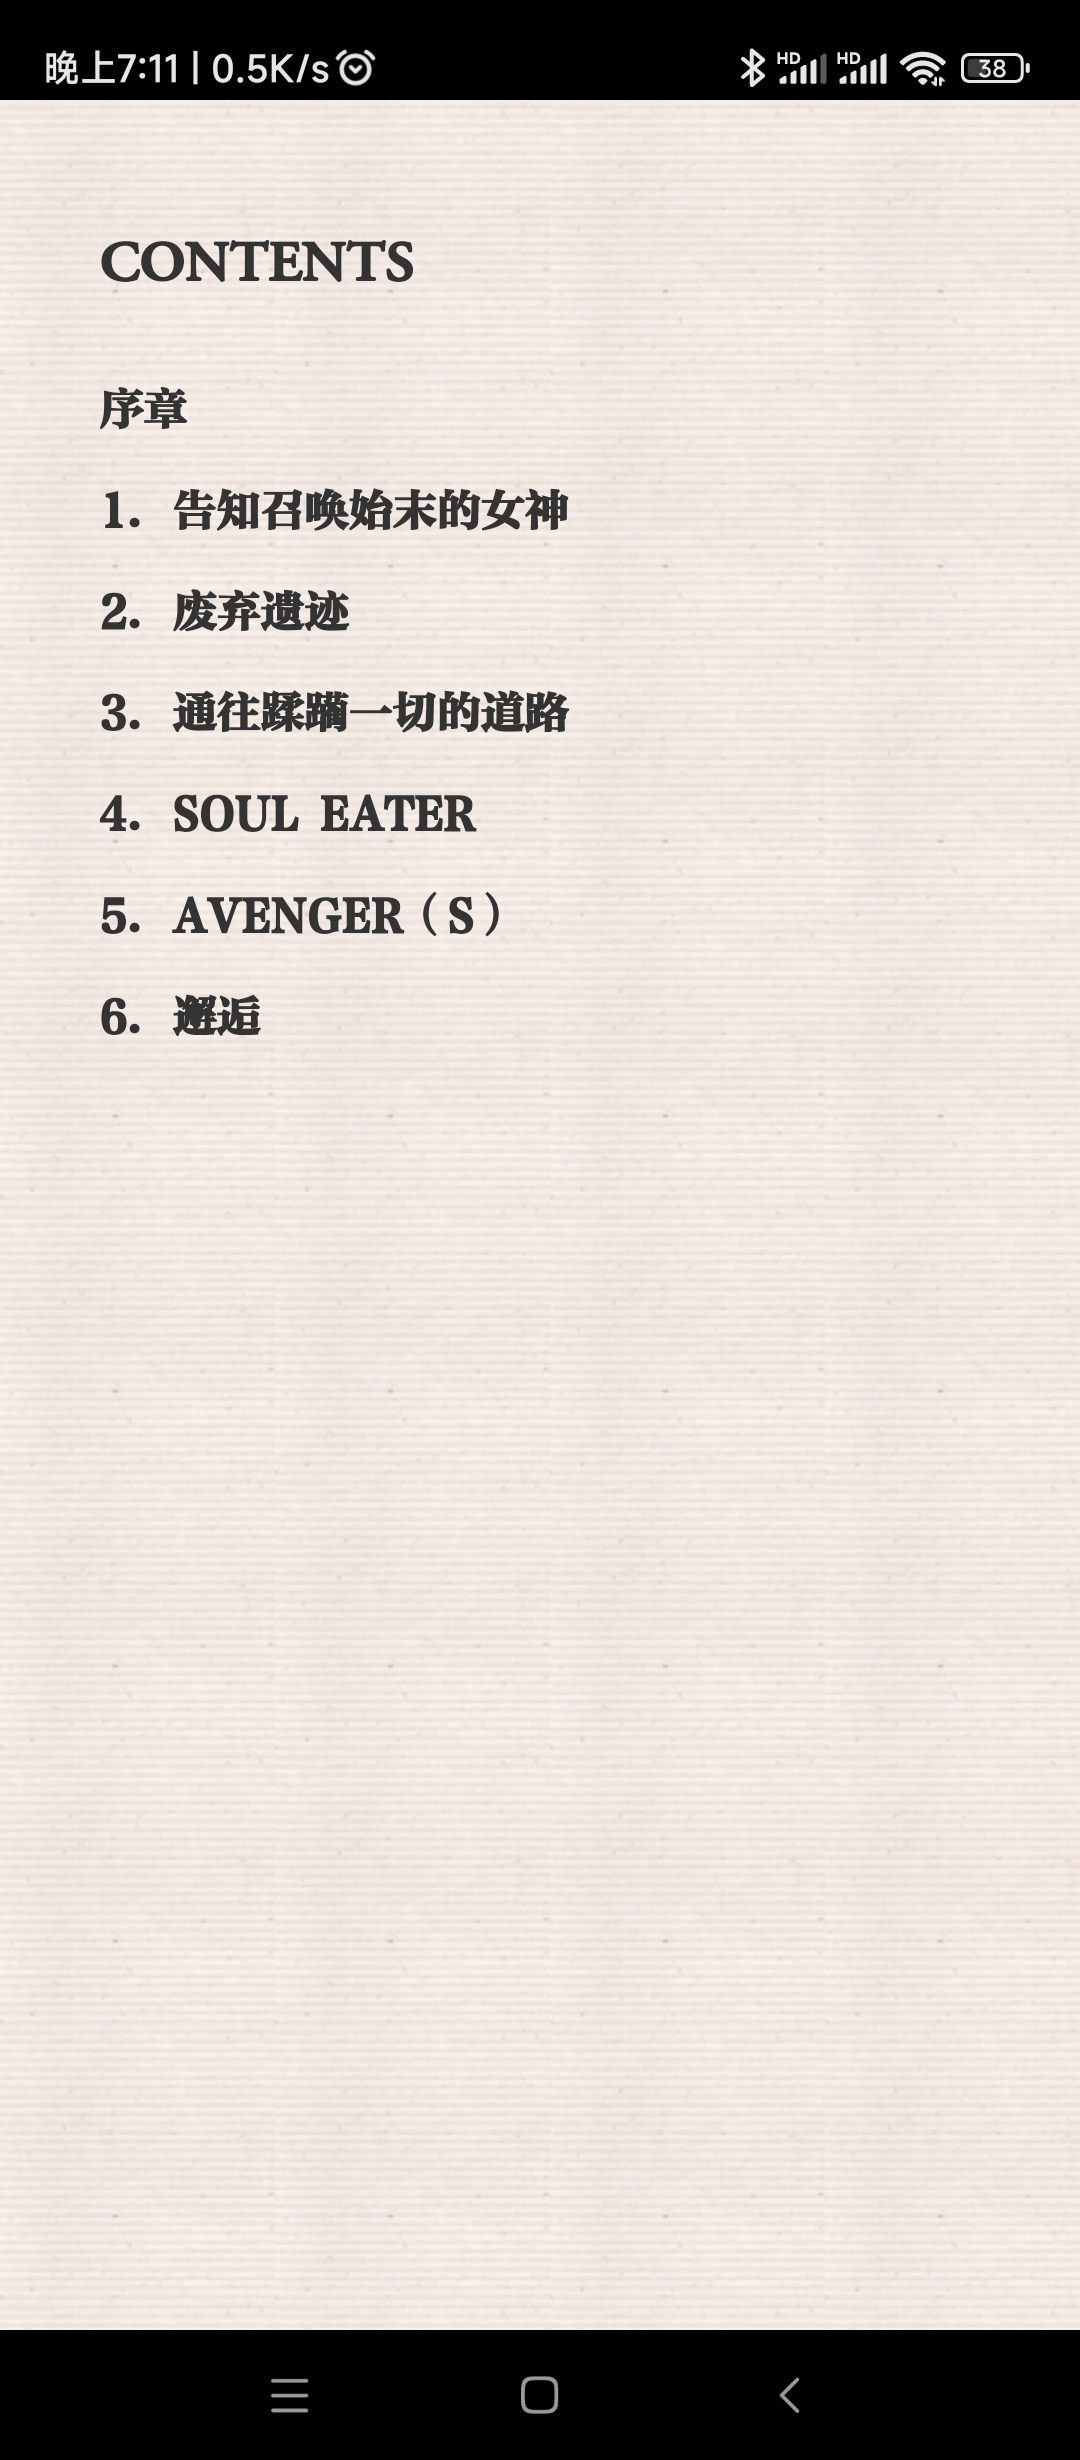 晚上7:11 | 0.5K/s HD HD 38
CONTENTS
序章
1. 告知召唤始末的女神
2. 废弃遗迹
3. 通往蹂躏一切的道路
4. SOUL EATER
5. AVENGER（S）
6. 邂逅